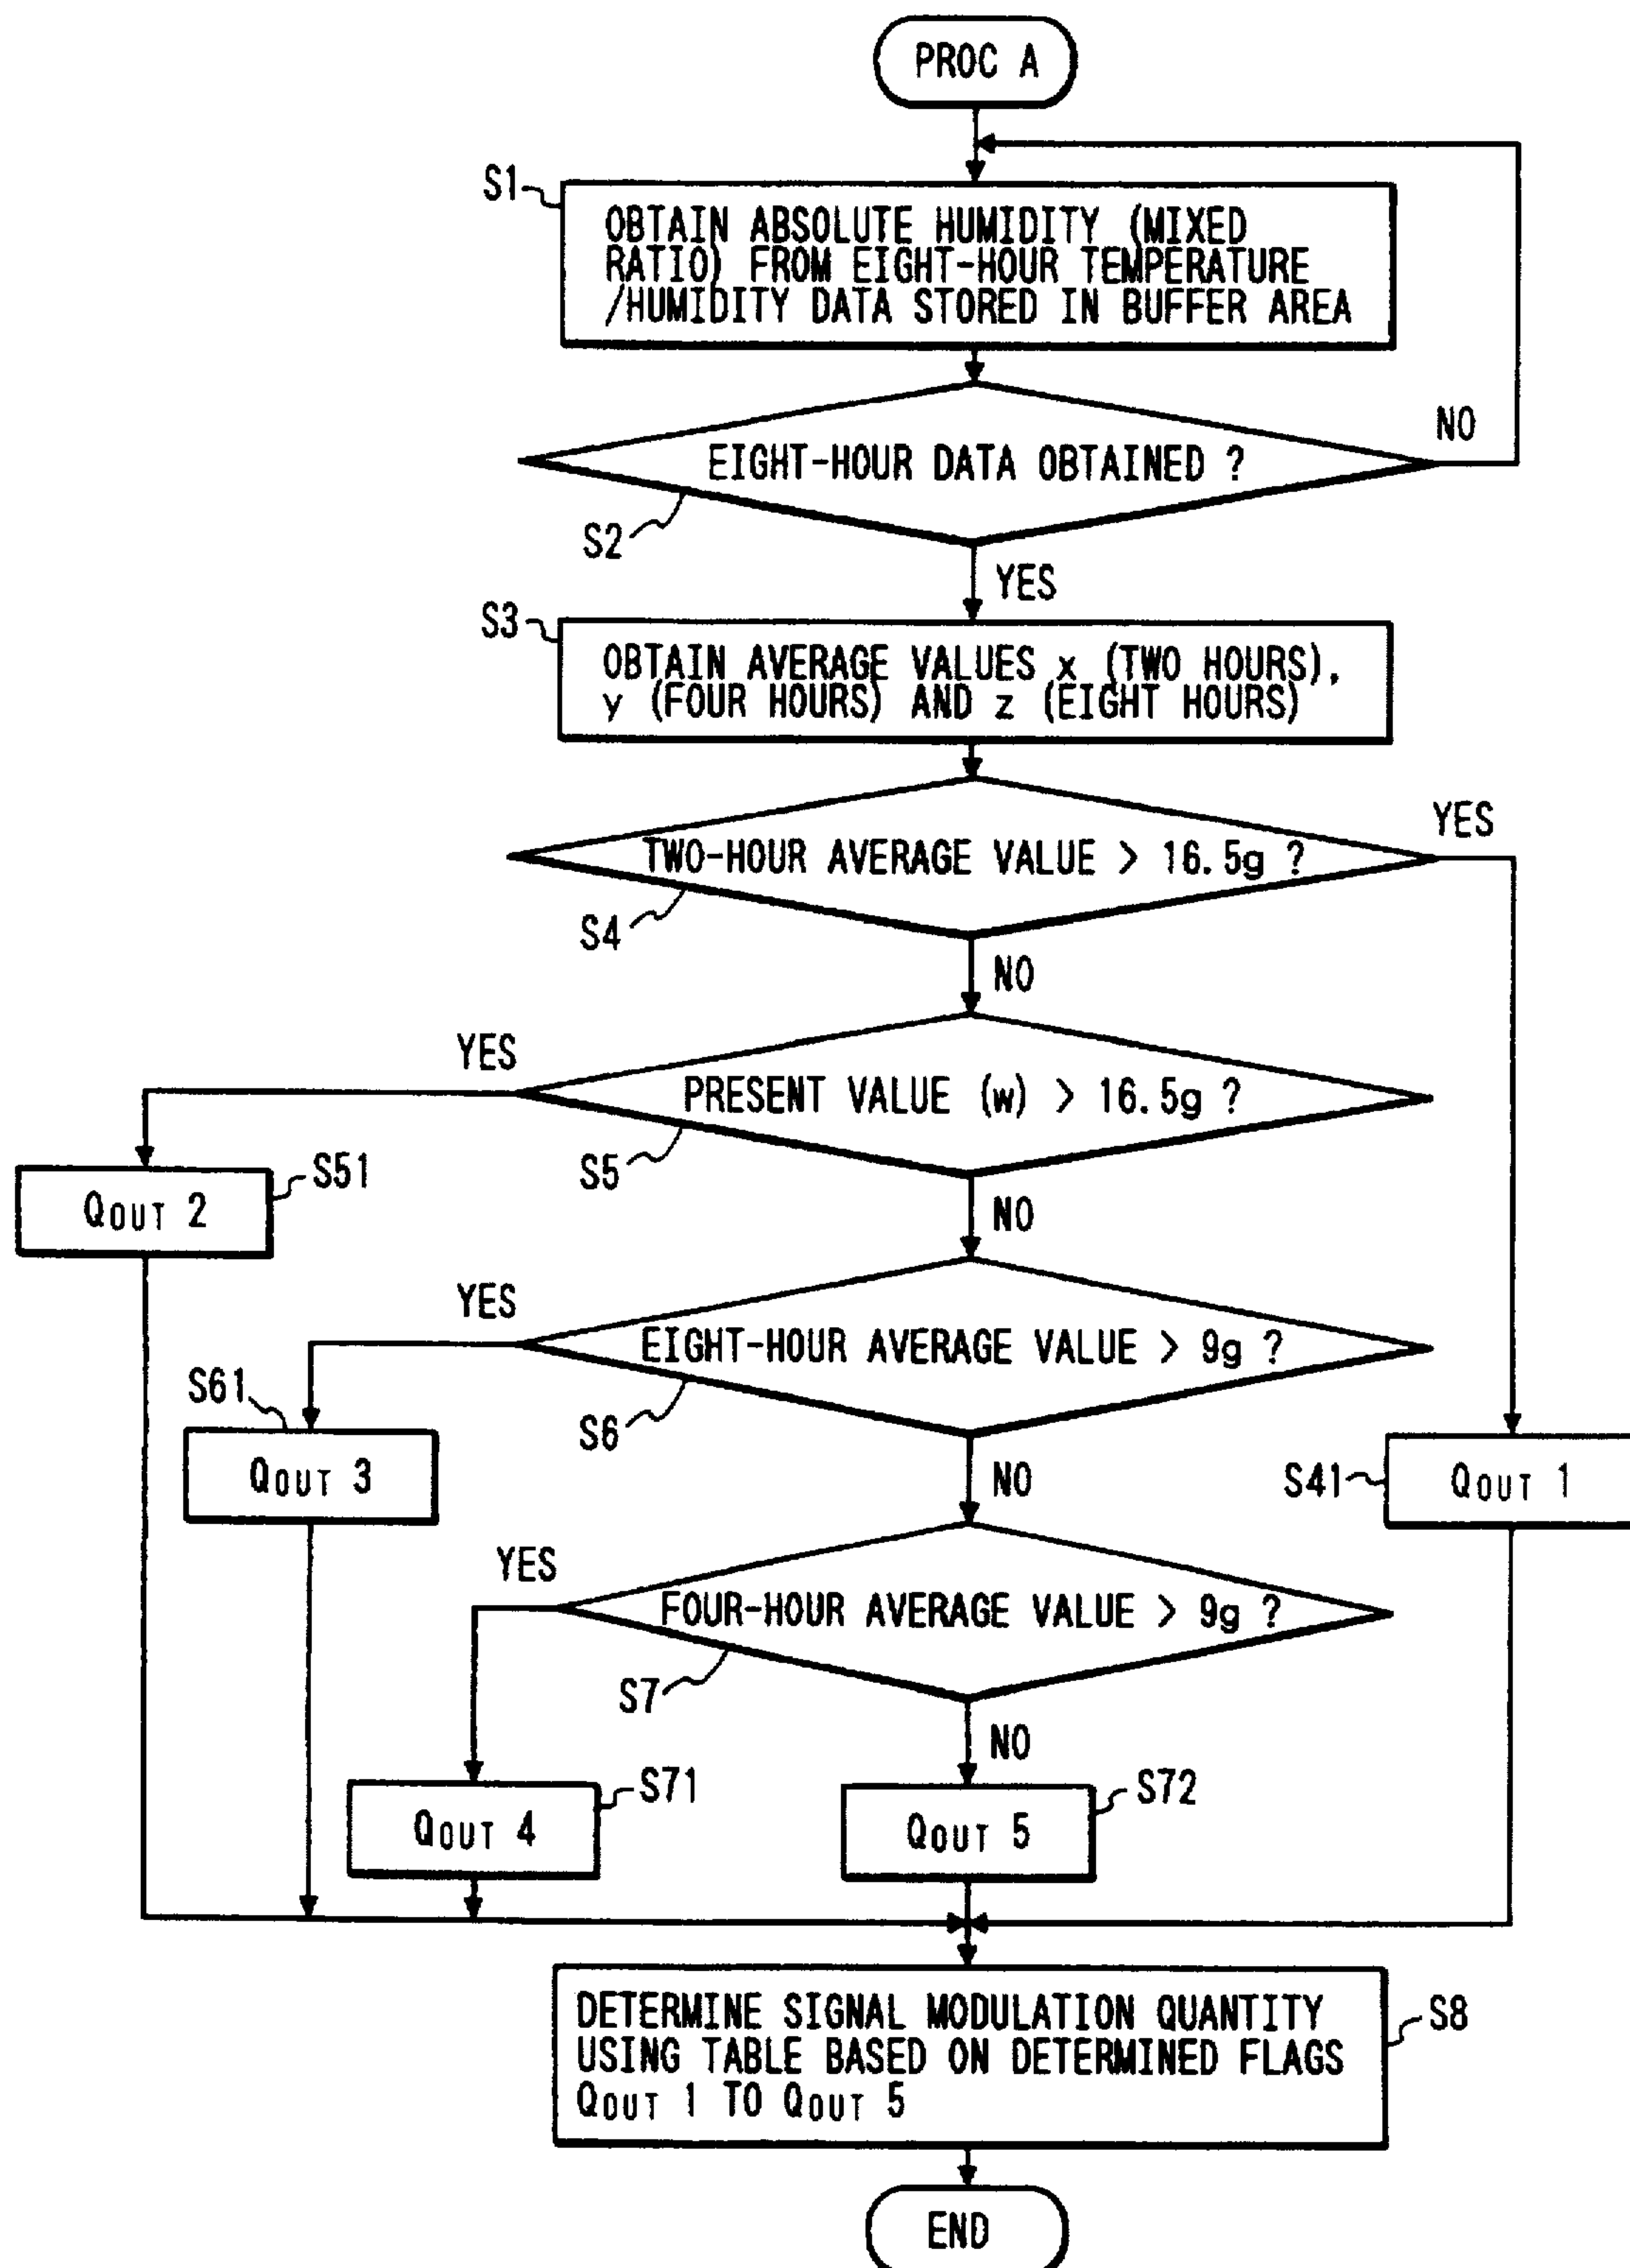 PROC A
S1
OBTAIN ABSOLUTE HUMIDITY (MIXED
RATIO) FROM EIGHT-HOUR TEMPERATURE
/HUMIDITY DATA STORED IN BUFFER AREA
NO
EIGHT-HOUR DATA OBTAINED ?
S2
YES
S3
OBTAIN AVERAGE VALUES x (TWO HOURS),
y (FOUR HOURS) AND z (EIGHT HOURS)
YES
TWO-HOUR AVERAGE VALUE > 16.5g ?
S4
NO
YES
PRESENT VALUE (w) > 16.5g ?
S5
S51
QOUT 2
NO
YES
EIGHT-HOUR AVERAGE VALUE > 9g ?
S61
S6
QOUT 3
NO
S41
QOUT 1
YES
FOUR-HOUR AVERAGE VALUE > 9g ?
S7
NO
S71
QOUT 4
S72
QOUT 5
DETERMINE SIGNAL MODULATION QUANTITY
USING TABLE BASED ON DETERMINED FLAGS
QOUT 1 TO QOUT 5
S8
END